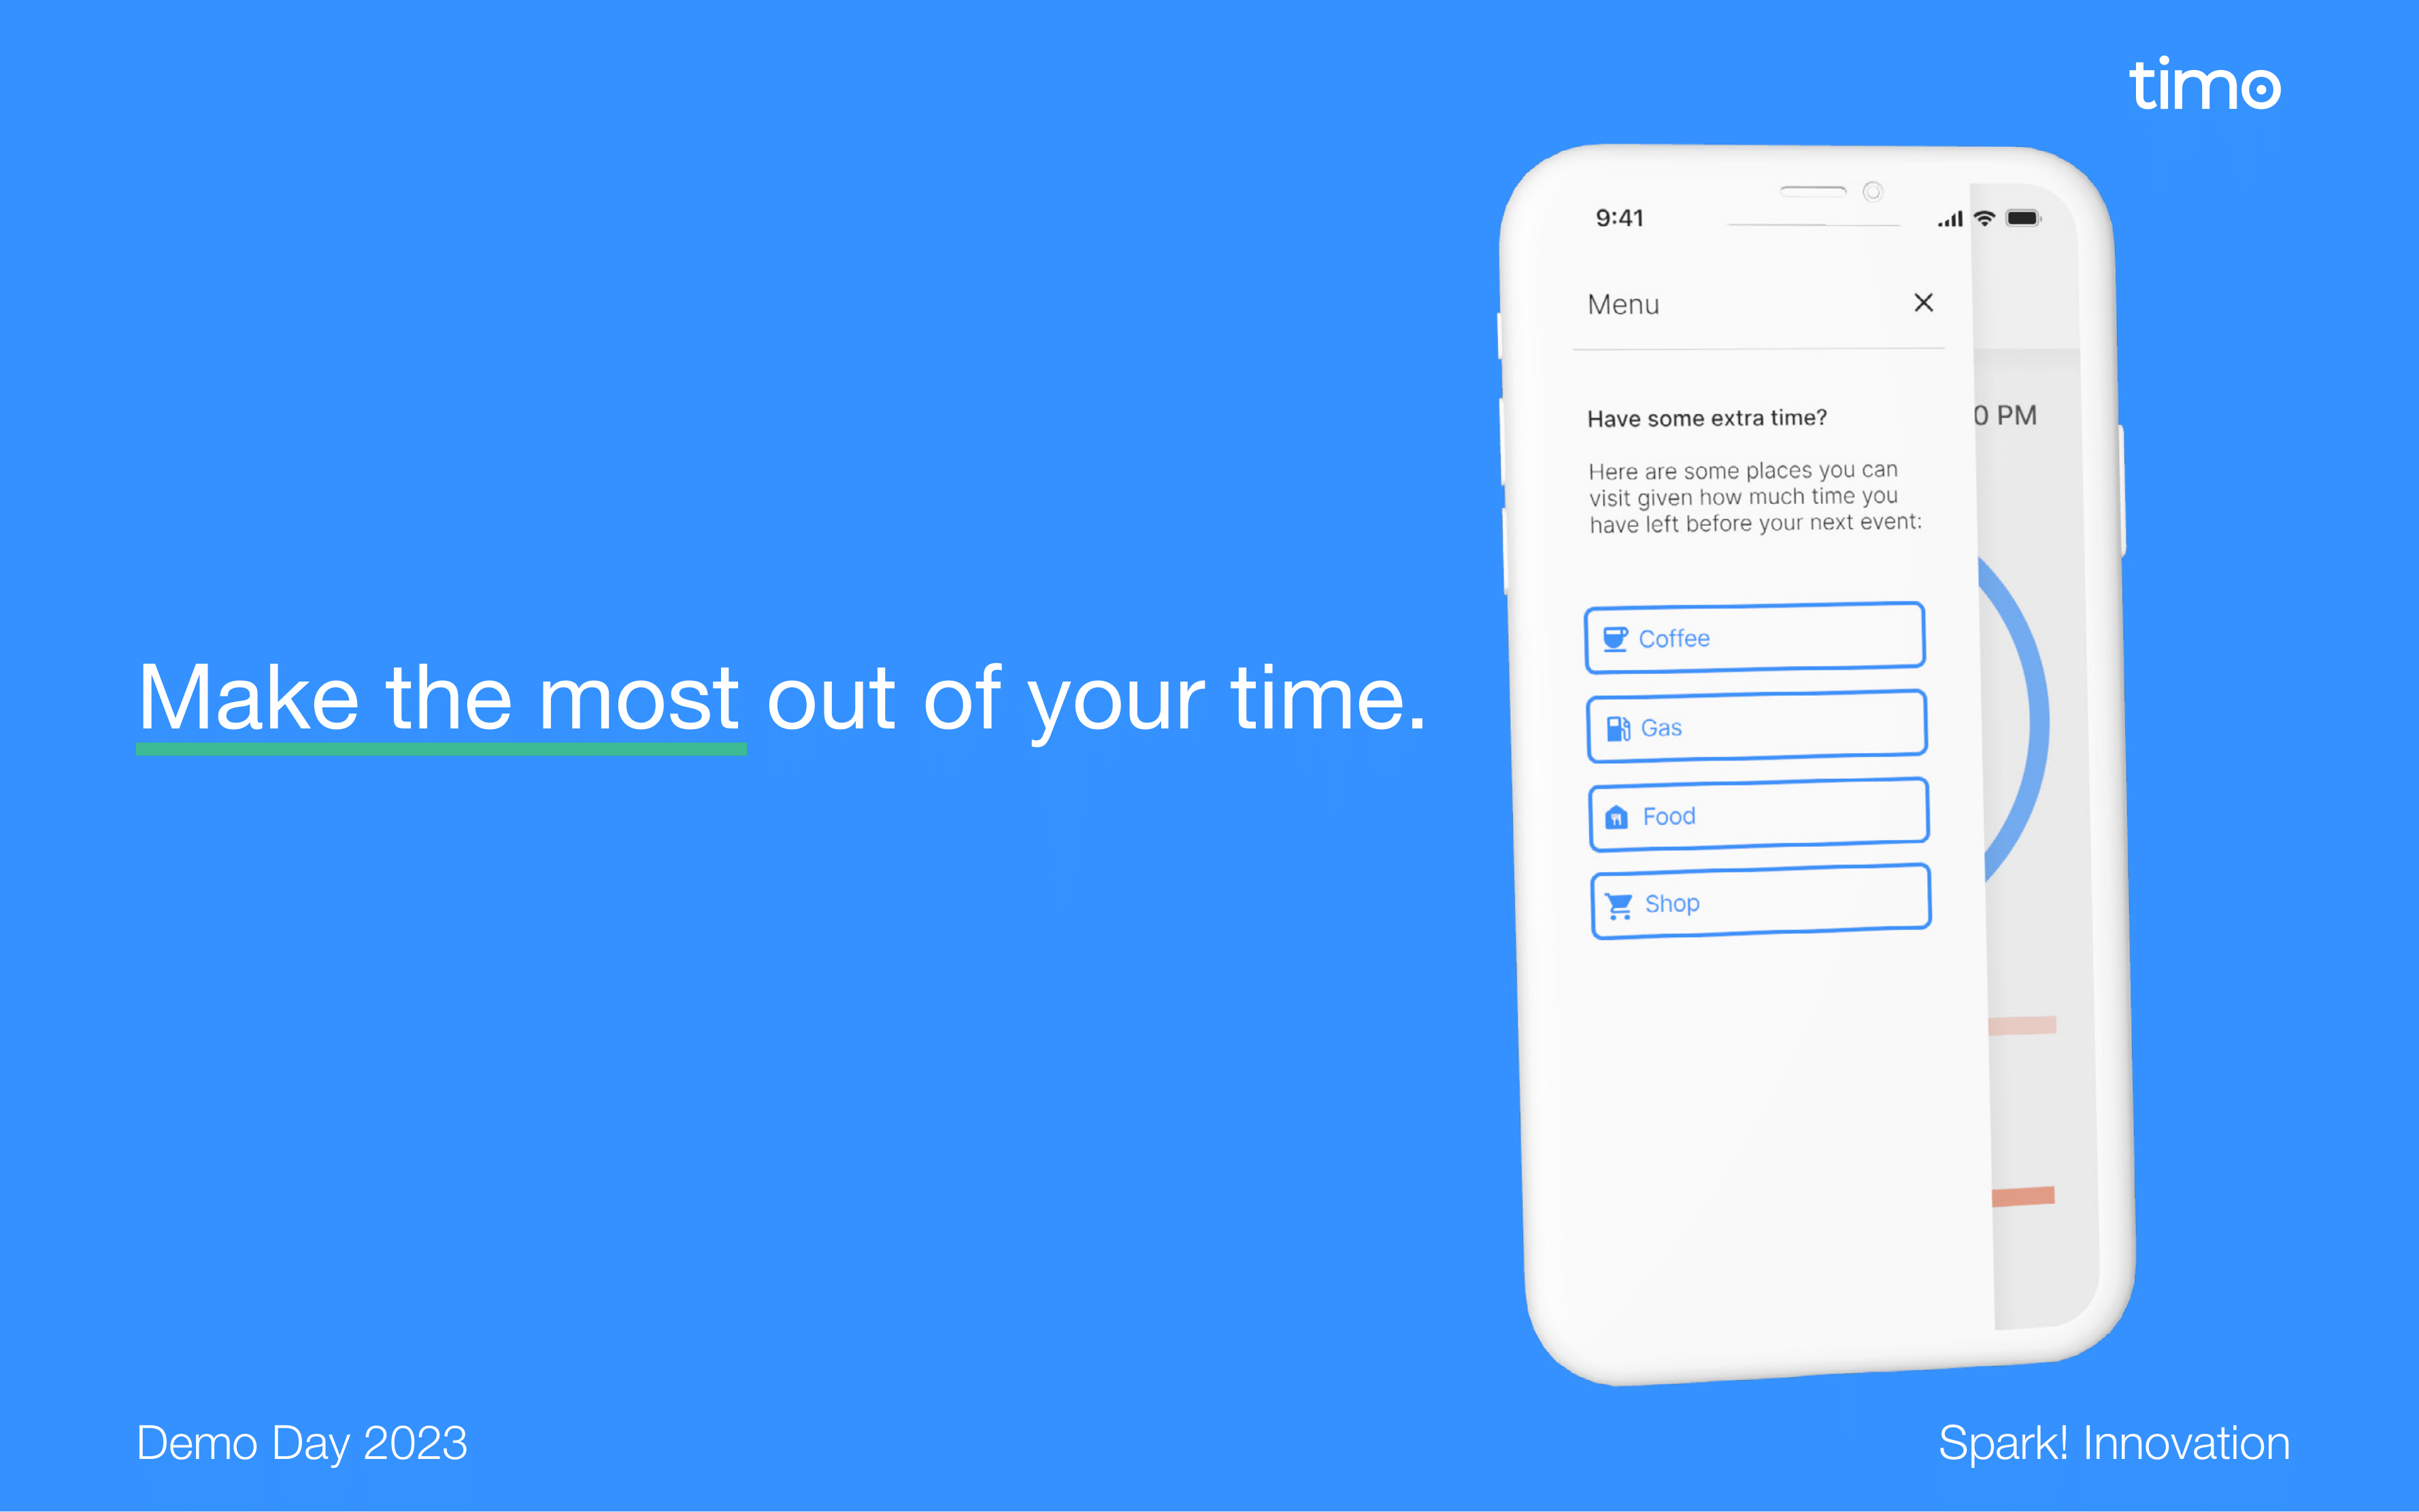 timo
Make the most out of your time.
9:41
Menu
Have some extra time?
Here are some places you can
visit given how much time you
have left before your next event:
Coffee
Gas
Food
Shop
0 PM
Demo Day 2023
Spark! Innovation